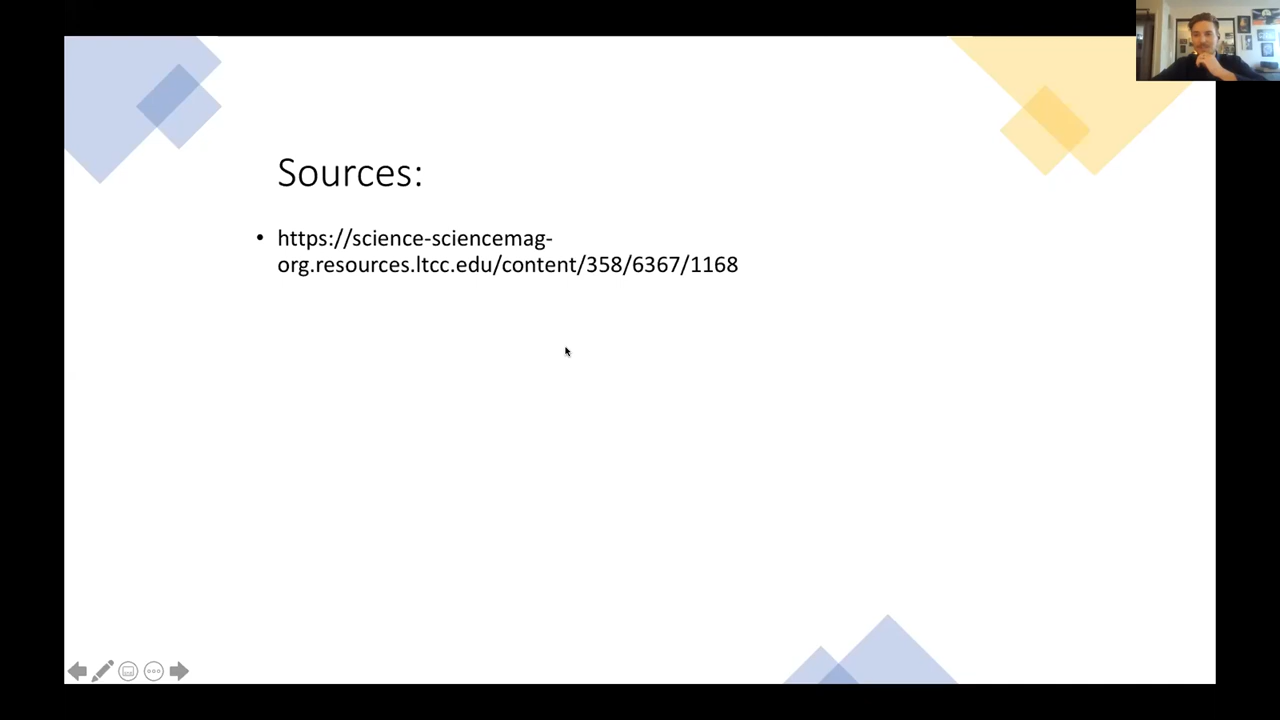 Sources:
• https://science-sciencemag-
org.resources.ltcc.edu/content/358/6367/1168